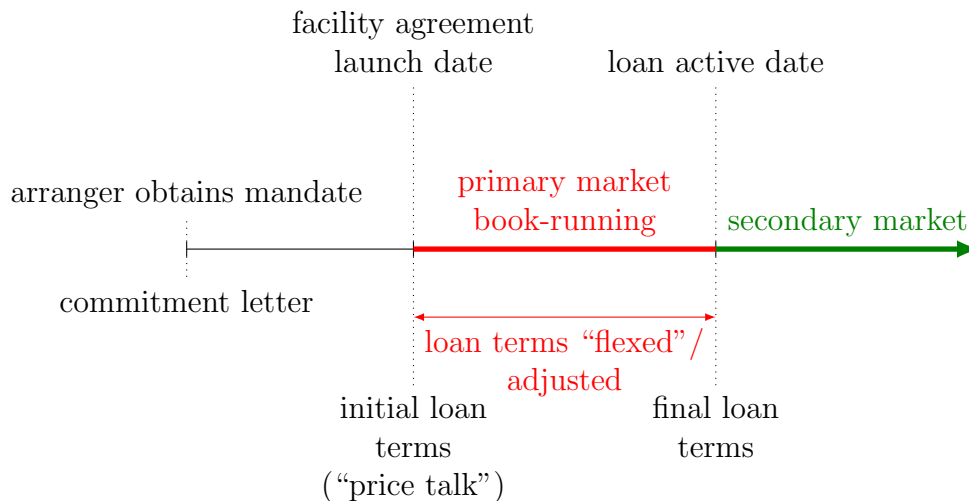 facility agreement
launch date
loan active date
arranger obtains mandate
primary market
book-running
secondary market
commitment letter
loan terms “flexed”/
adjusted
initial loan
terms
(“price talk”)
final loan
terms